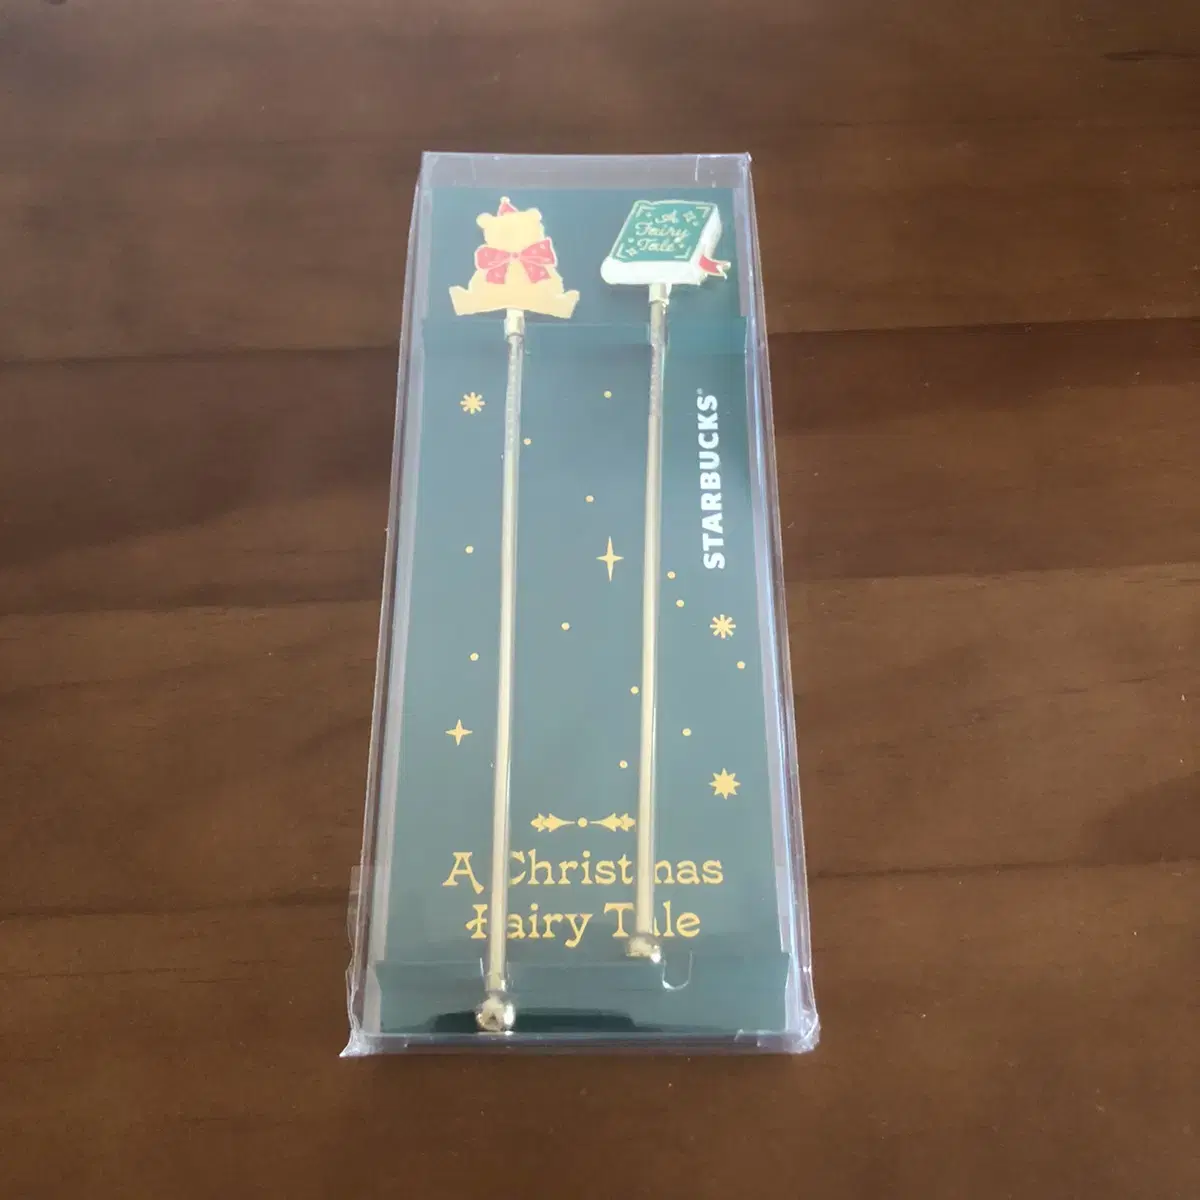 A
Fairy
Tale
STARBUCKS®
A Christmas
Fairy Tale